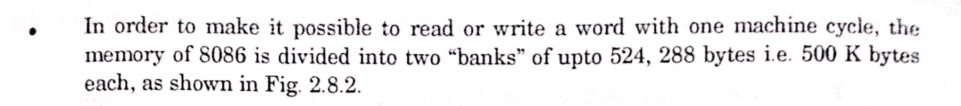 • In order to make it possible to read or write a word with one machine cycle, the
memory of 8086 is divided into two “banks” of upto 524, 288 bytes i.e. 500 K bytes
each, as shown in Fig. 2.8.2.